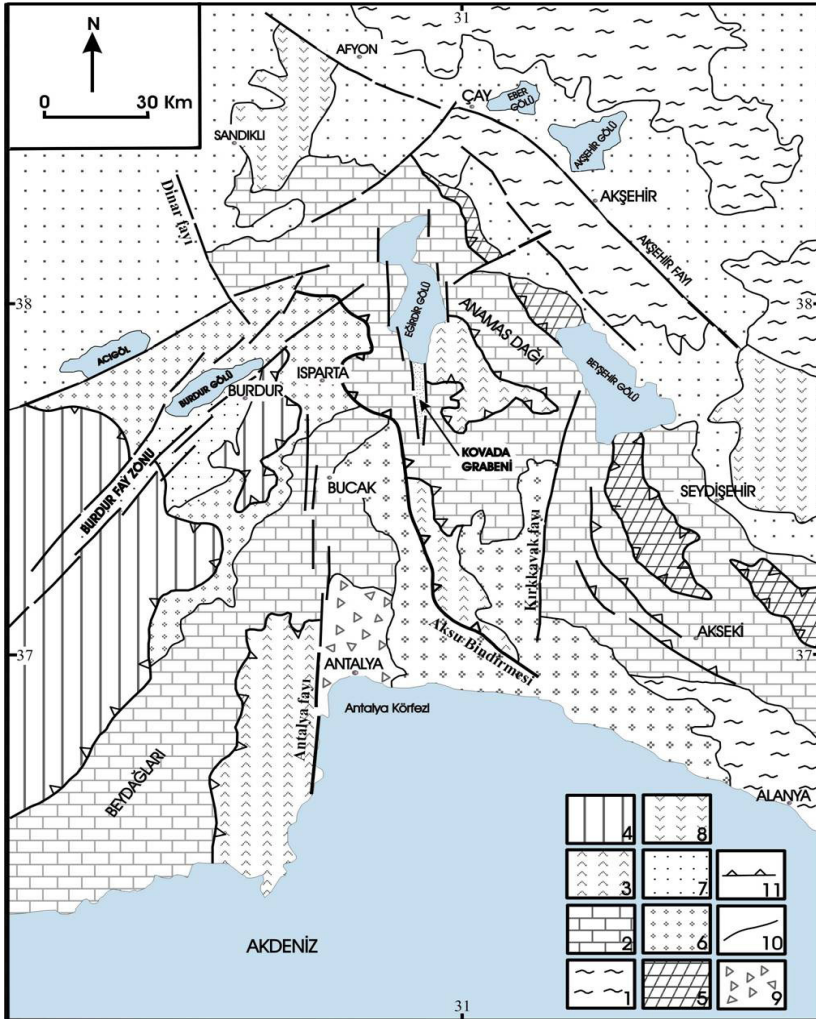 31
N
0 30 Km
AFYON
ÇAY
EBER
GÖLÜ
AKŞEHİR GÖLÜ
SANDIKLI
Dinar fayı
AKŞEHİR
AKŞEHİR FAYI
38
38
EĞİRDİR GÖLÜ
ANAMAS DAĞI
ACIGÖL
BURDUR GÖLÜ
BURDUR
ISPARTA
BEYŞEHİR GÖLÜ
KOVADA
GRABENİ
BURDUR FAY ZONU
BUCAK
SEYDİŞEHİR
Kırkkavak fayı
AKSEKİ
37
37
Aksu Bindirmesi
ANTALYA
Antalya Körfezi
Antalya fayı
BEYDAĞLARI
ALANYA
4 8
3 7 11
2 6 10
1 5 9
AKDENİZ
31